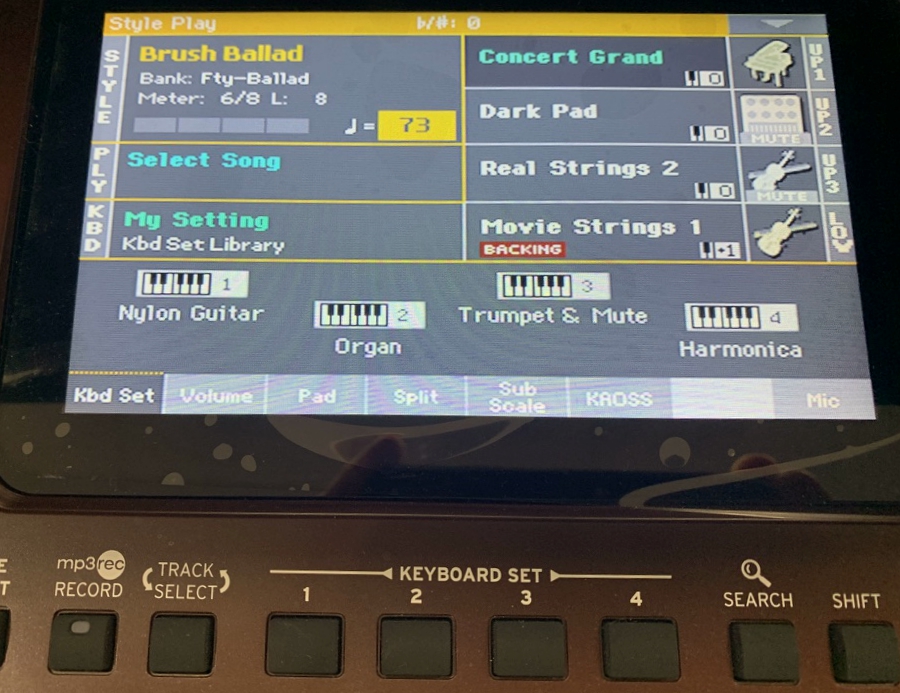 Style Play ♭/#: 0
STYLE
Brush Ballad
Bank: Fty-Ballad
Meter: 6/8 L: 8
♩= 73
PLY
Select Song
KBD
My Setting
Kbd Set Library
Concert Grand
0
UP1
Dark Pad
0
MUTE
UP2
Real Strings 2
0
MUTE
UP3
Movie Strings 1
BACKING
+1
LOW
1
Nylon Guitar
2
Organ
3
Trumpet & Mute
4
Harmonica
Kbd Set Volume Pad Split Sub Scale KAOSS Mic
mp3 rec
RECORD
TRACK
SELECT
KEYBOARD SET
1 2 3 4
SEARCH
SHIFT